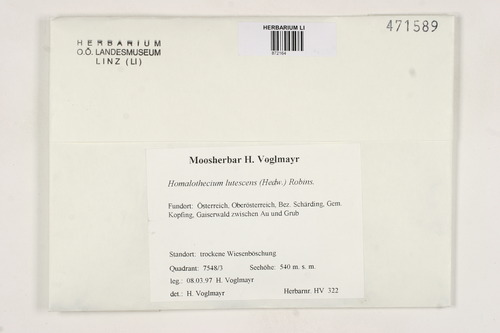 HERBARIUM
O.Ö. LANDESMUSEUM
LINZ (LI)
HERBARIUM LI
972164
471589
Moosherbar H. Voglmayr
Homalothecium lutescens (Hedw.) Robins.
Fundort: Österreich, Oberösterreich, Bez. Schärding, Gem.
Kopfing, Gaiserwald zwischen Au und Grub
Standort: trockene Wiesenböschung
Quadrant: 7548/3 Seehöhe: 540 m. s. m.
leg.: 08.03.97 H. Voglmayr
det.: H. Voglmayr Herbarnr. HV 322